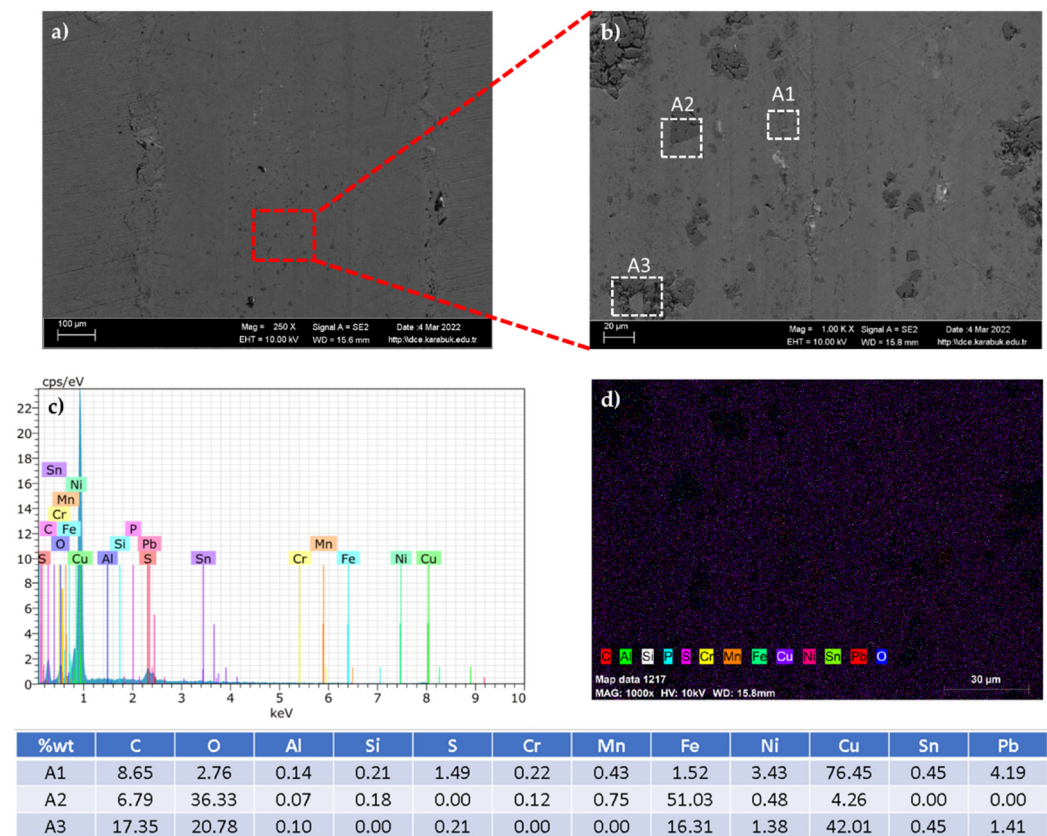 a)
100 µm
Mag = 250 X Signal A = SE2 Date :4 Mar 2022
EHT = 10.00 kV WD = 15.6 mm http:\\dce.karabuk.edu.tr
b)
A1
A2
A3
20 µm
Mag = 1.00 K X Signal A = SE2 Date :4 Mar 2022
EHT = 10.00 kV WD = 15.8 mm http:\\dce.karabuk.edu.tr
cps/eV
c)
22
20
18
16
14
12
10
8
6
4
2
0
Sn
Ni
Mn
Cr
C Fe P
O Si Pb Mn
S Cu Al S Sn Cr Fe Ni Cu
1 2 3 4 5 6 7 8 9 10
keV
d)
C Al Si P S Cr Mn Fe Cu Ni Sn Pb O
Map data 1217
MAG: 1000x HV: 10kV WD: 15.8mm
30 µm
%wt C O Al Si S Cr Mn Fe Ni Cu Sn Pb
A1 8.65 2.76 0.14 0.21 1.49 0.22 0.43 1.52 3.43 76.45 0.45 4.19
A2 6.79 36.33 0.07 0.18 0.00 0.12 0.75 51.03 0.48 4.26 0.00 0.00
A3 17.35 20.78 0.10 0.00 0.21 0.00 0.00 16.31 1.38 42.01 0.45 1.41